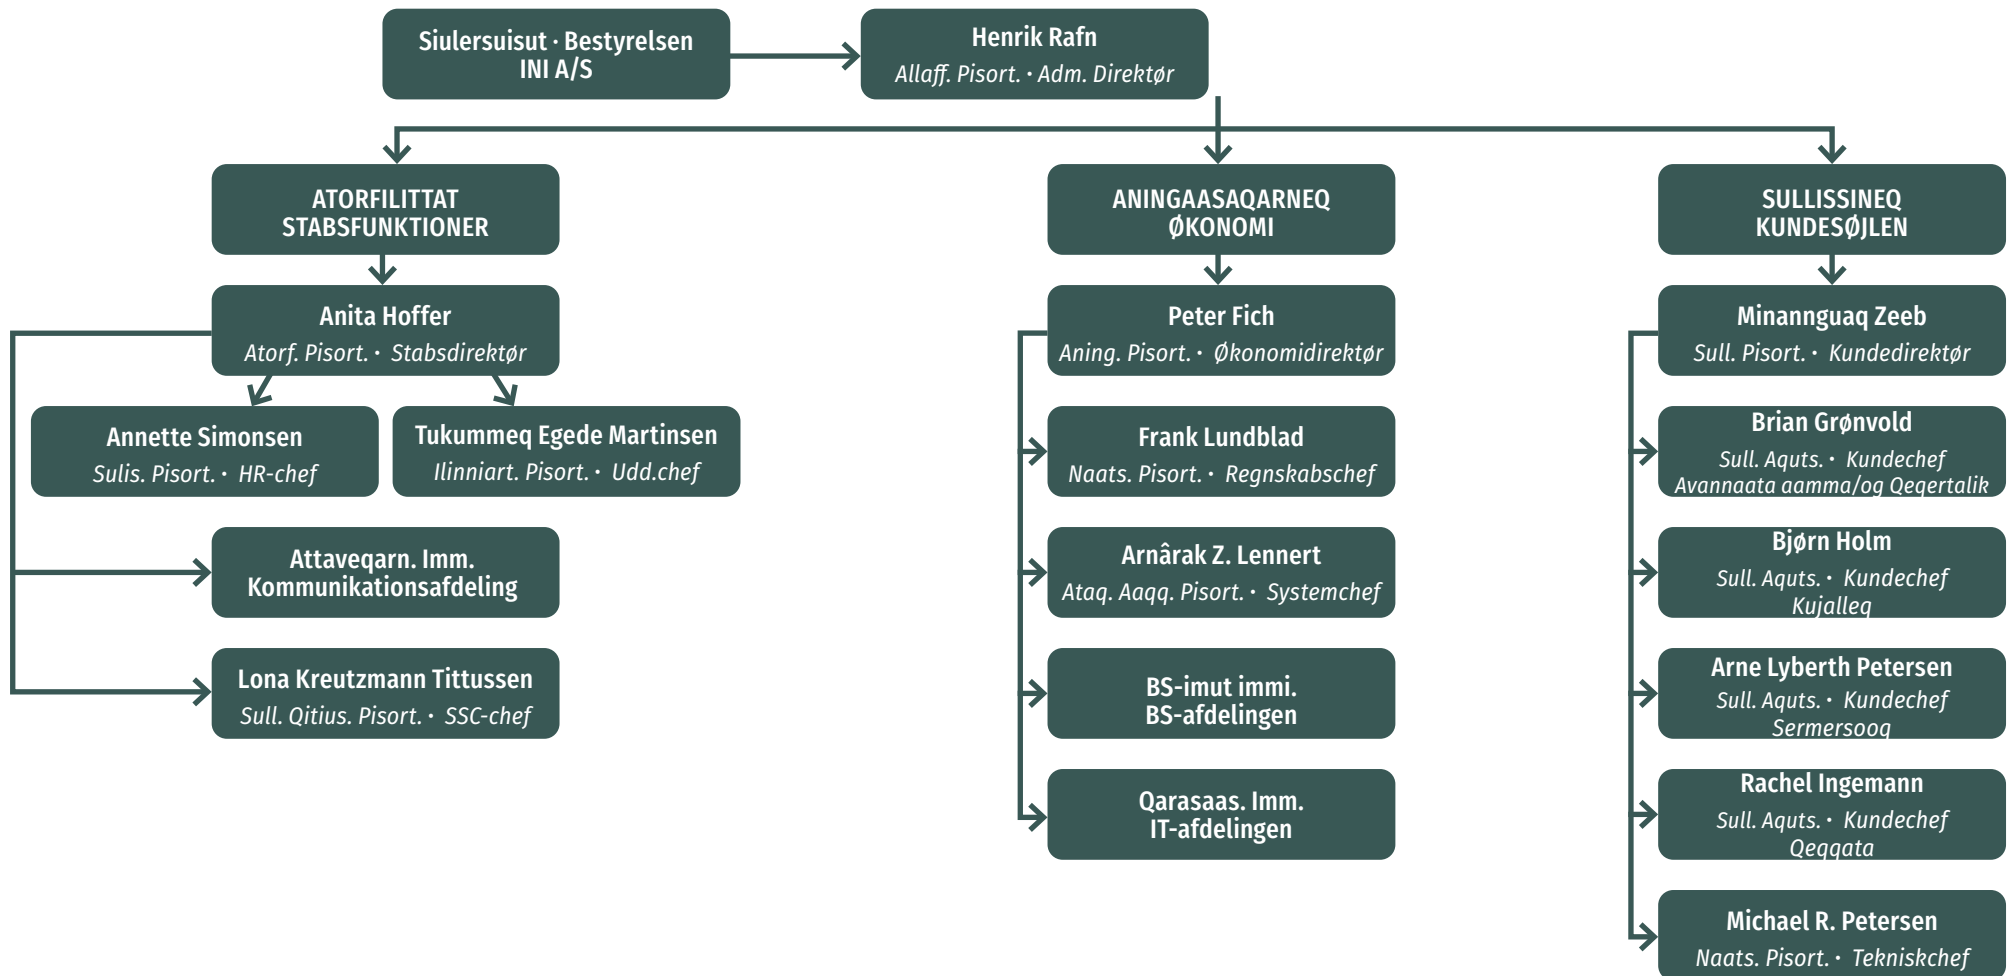 Siulersuisut · Bestyrelsen
INI A/S
Henrik Rafn
Allaff. Pisort. · Adm. Direktør
ATORFILITTAT
STABSFUNKTIONER
Anita Hoffer
Atorf. Pisort. · Stabsdirektør
Annette Simonsen
Sulis. Pisort. · HR-chef
Tukummeq Egede Martinsen
Ilinniart. Pisort. · Udd.chef
Attaveqarn. Imm.
Kommunikationsafdeling
Lona Kreutzmann Tittussen
Sull. Qitius. Pisort. · SSC-chef
ANINGAASAQARNEQ
ØKONOMI
Peter Fich
Aning. Pisort. · Økonomidirektør
Frank Lundblad
Naats. Pisort. · Regnskabschef
Arnârak Z. Lennert
Ataq. Aaqq. Pisort. · Systemchef
BS-imut immi.
BS-afdelingen
Qarasaas. Imm.
IT-afdelingen
SULLISSINEQ
KUNDESØJLEN
Minannguaq Zeeb
Sull. Pisort. · Kundedirektør
Brian Grønvold
Sull. Aquts. · Kundechef
Avannaata aamma/og Qeqertalik
Bjørn Holm
Sull. Aquts. · Kundechef
Kujalleq
Arne Lyberth Petersen
Sull. Aquts. · Kundechef
Sermersooq
Rachel Ingemann
Sull. Aquts. · Kundechef
Qeqqata
Michael R. Petersen
Naats. Pisort. · Tekniskchef